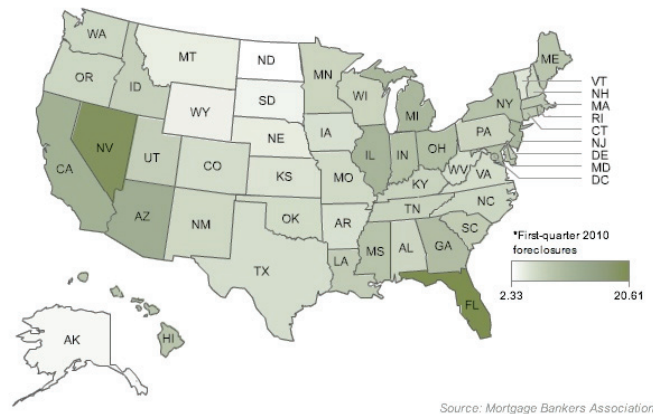 WA
ME
MT
ND
VT
MN
OR
NH
ID
WI
NY
MA
SD
WY
MI
RI
CT
PA
IA
NJ
NE
OH
NV
IL
IN
DE
UT
CO
WV
MD
CA
VA
KS
MO
DC
KY
NC
TN
OK
AZ
NM
AR
SC
*First-quarter 2010
foreclosures
MS
AL
GA
TX
LA
2.33
20.61
FL
HI
AK
Source: Mortgage Bankers Association